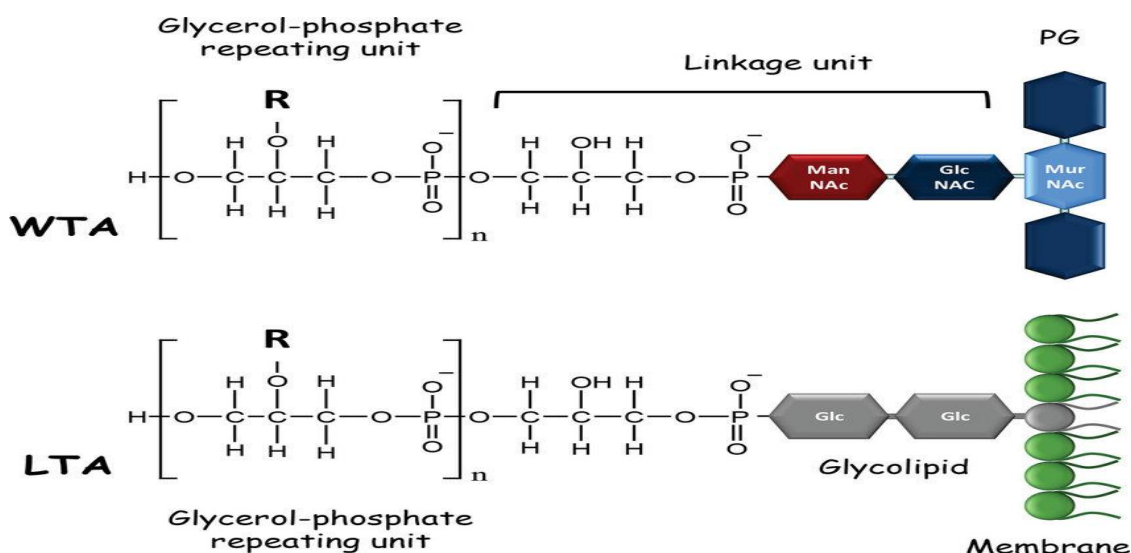 Glycerol-phosphate
repeating unit
PG
Linkage unit
R
H O H H O⁻ H OH H O⁻
H O C C C O P O C C C O P Man NAc Glc NAC Mur NAc
H H H O H H H O
n
WTA
R
H O H H O⁻ H OH H O⁻
H O C C C O P O C C C O P Glc Glc
H H H O H H H O
n
LTA
Glycolipid
Glycerol-phosphate
repeating unit
Membrane